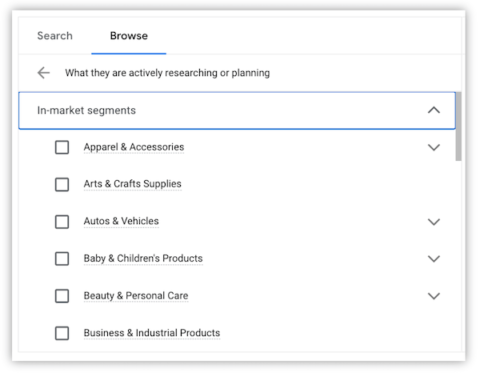 Search Browse
What they are actively researching or planning
In-market segments
Apparel & Accessories
Arts & Crafts Supplies
Autos & Vehicles
Baby & Children's Products
Beauty & Personal Care
Business & Industrial Products